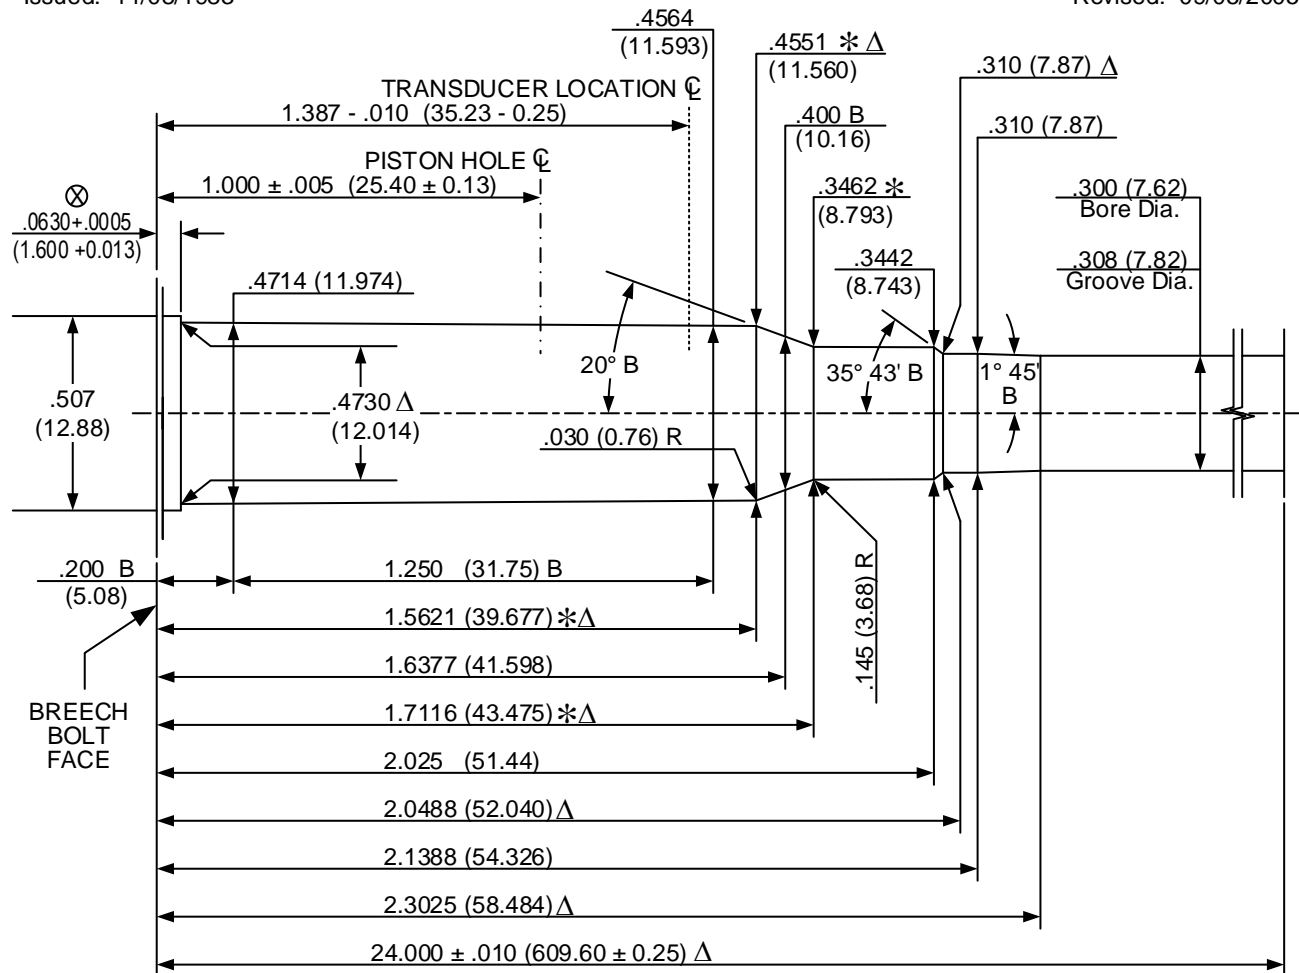 .4564
(11.593)
.4551 * Δ
(11.560)
.310 (7.87) Δ
TRANSDUCER LOCATION ℄
1.387 - .010 (35.23 - 0.25)
.400 B
(10.16)
.310 (7.87)
PISTON HOLE ℄
1.000 ± .005 (25.40 ± 0.13)
⊗
.0630+.0005
(1.600 +0.013)
.3462 *
(8.793)
.300 (7.62)
Bore Dia.
.4714 (11.974)
.3442
(8.743)
.308 (7.82)
Groove Dia.
20° B
35° 43' B
1° 45'
B
.507
(12.88)
.4730 Δ
(12.014)
.030 (0.76) R
.145 (3.68) R
.200 B
(5.08)
1.250 (31.75) B
1.5621 (39.677) *Δ
1.6377 (41.598)
BREECH
BOLT
FACE
1.7116 (43.475) *Δ
2.025 (51.44)
2.0488 (52.040) Δ
2.1388 (54.326)
2.3025 (58.484) Δ
24.000 ± .010 (609.60 ± 0.25) Δ